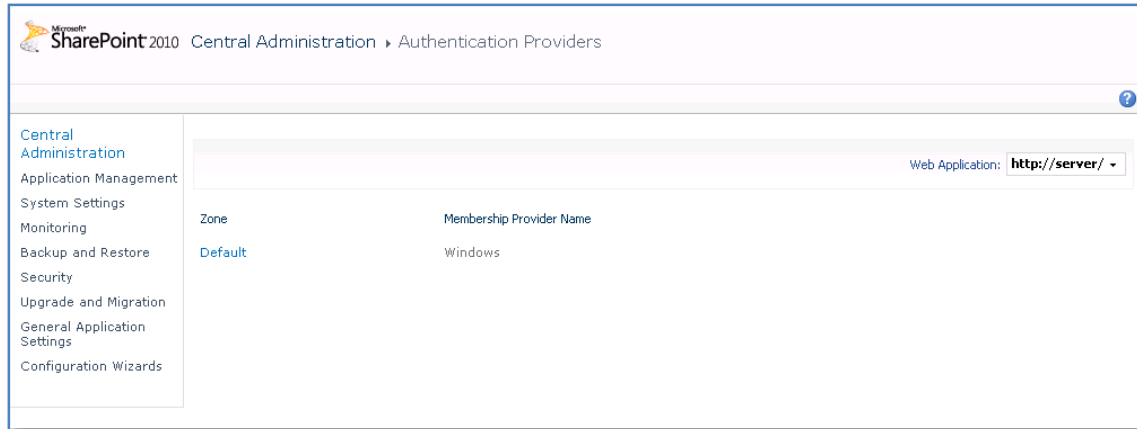 Microsoft®
SharePoint 2010 Central Administration ▸ Authentication Providers
Central
Administration
Application Management
System Settings
Monitoring
Backup and Restore
Security
Upgrade and Migration
General Application
Settings
Configuration Wizards
Web Application: http://server/
Zone Membership Provider Name
Default Windows